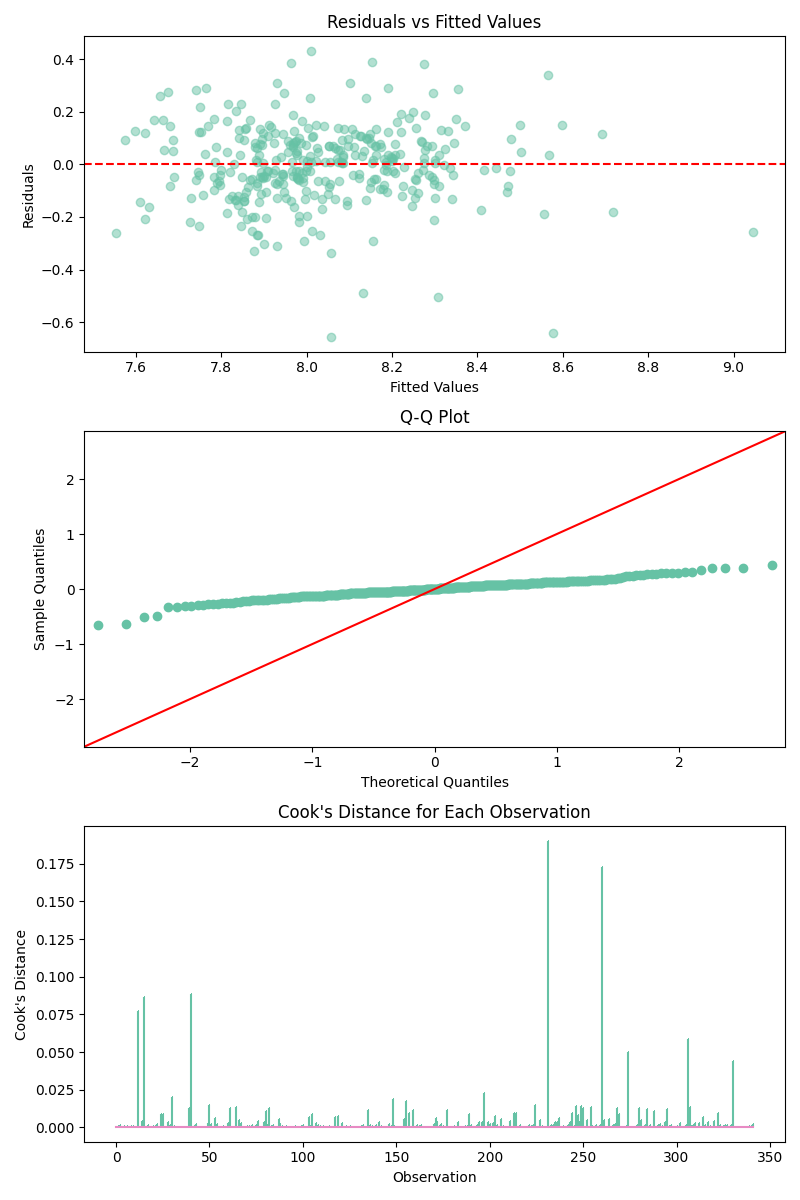 Residuals vs Fitted Values
0.4
0.2
0.0
−0.2
−0.4
−0.6
Residuals
7.6 7.8 8.0 8.2 8.4 8.6 8.8 9.0
Fitted Values
Q-Q Plot
2
1
0
−1
−2
Sample Quantiles
−2 −1 0 1 2
Theoretical Quantiles
Cook's Distance for Each Observation
0.175
0.150
0.125
0.100
0.075
0.050
0.025
0.000
Cook's Distance
0 50 100 150 200 250 300 350
Observation